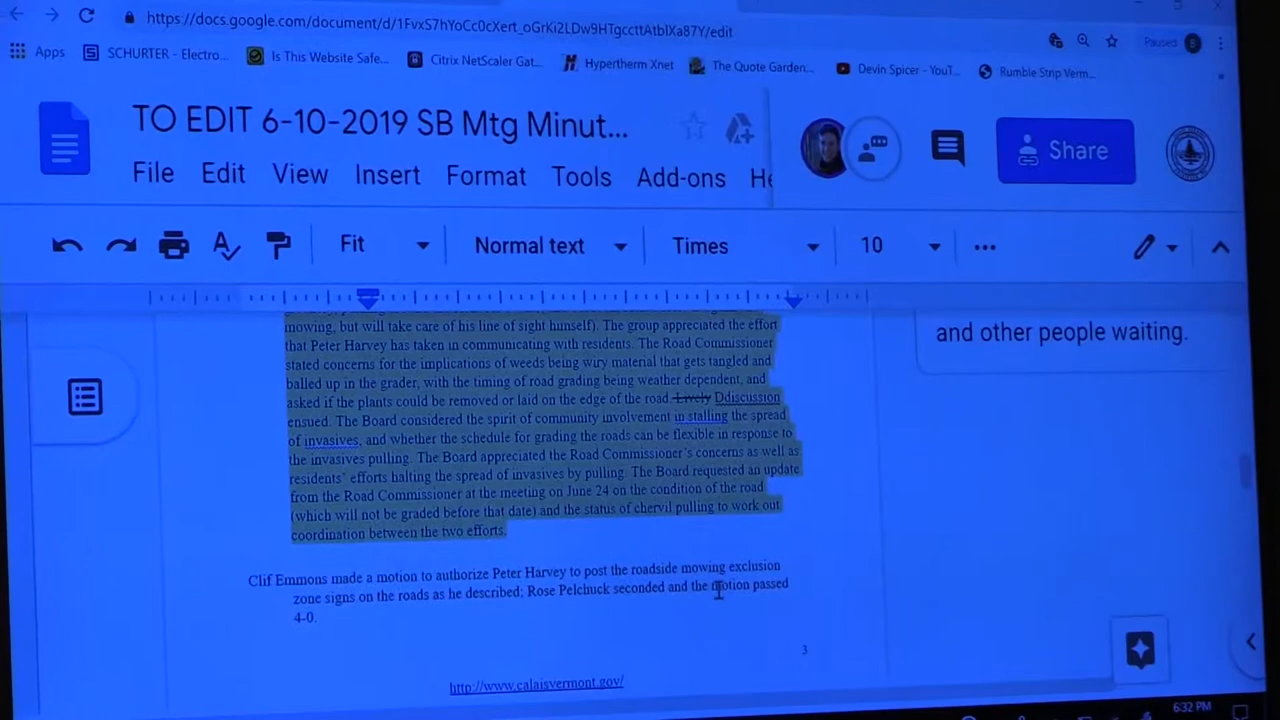 https://docs.google.com/document/d/1FvxS7hYoCc0cXert_oGrKi2LDw9HTgccttAtblXa87Y/edit
Paused
Apps
SCHURTER - Electro...
Is This Website Safe...
Citrix NetScaler Gat...
Hypertherm Xnet
The Quote Garden...
Devin Spicer - YouT...
Rumble Strip Verm...
TO EDIT 6-10-2019 SB Mtg Minut...
Share
File Edit View Insert Format Tools Add-ons He
Fit Normal text Times 10
and other people waiting.
mowing, but will take care of his line of sight himself). The group appreciated the effort
that Peter Harvey has taken in communicating with residents. The Road Commissioner
stated concerns for the implications of weeds being wiry material that gets tangled and
balled up in the grader, with the timing of road grading being weather dependent, and
asked if the plants could be removed or laid on the edge of the road. Lively Ddiscussion
ensued. The Board considered the spirit of community involvement in stalling the spread
of invasives, and whether the schedule for grading the roads can be flexible in response to
the invasives pulling. The Board appreciated the Road Commissioner's concerns as well as
residents' efforts halting the spread of invasives by pulling. The Board requested an update
from the Road Commissioner at the meeting on June 24 on the condition of the road
(which will not be graded before that date) and the status of chervil pulling to work out
coordination between the two efforts.
Clif Emmons made a motion to authorize Peter Harvey to post the roadside mowing exclusion
zone signs on the roads as he described; Rose Pelchuck seconded and the motion passed
4-0.
3
http://www.calaisvermont.gov/
6:32 PM